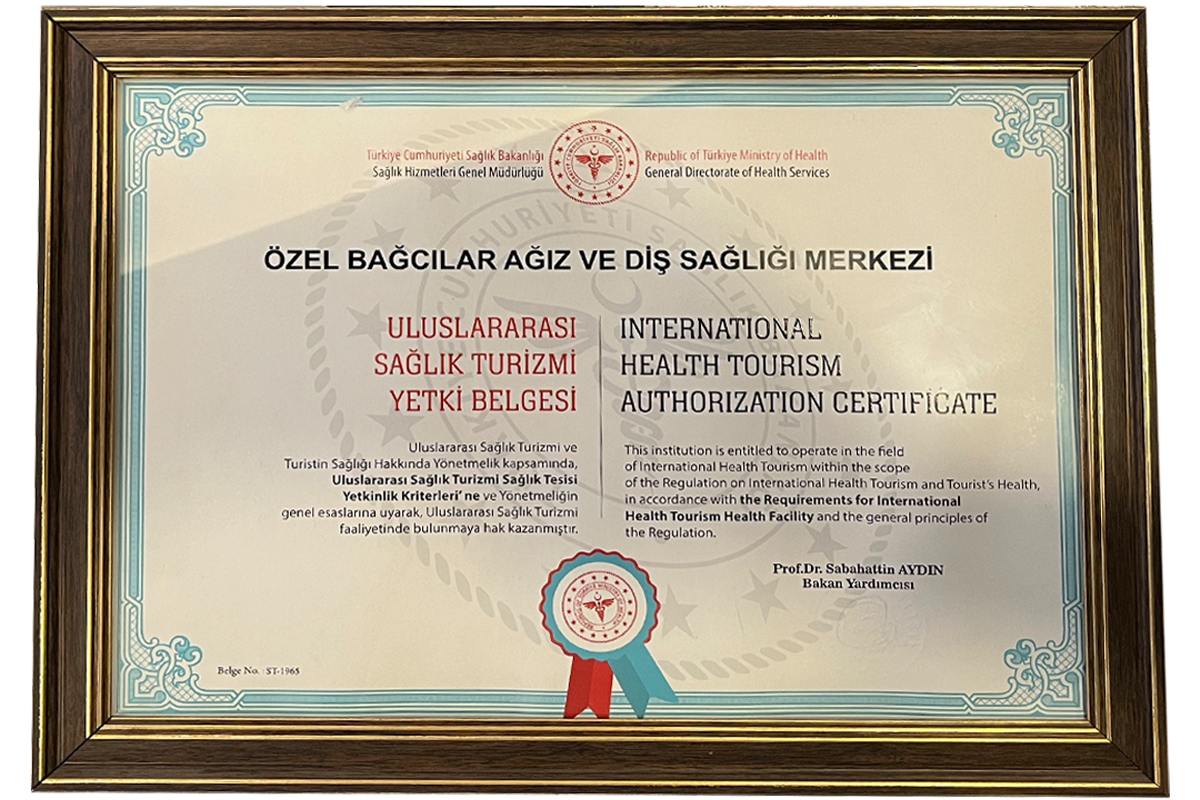 Türkiye Cumhuriyeti Sağlık Bakanlığı
Sağlık Hizmetleri Genel Müdürlüğü
Republic of Türkiye Ministry of Health
General Directorate of Health Services
ÖZEL BAĞCILAR AĞIZ VE DİŞ SAĞLIĞI MERKEZİ
ULUSLARARASI
SAĞLIK TURİZMİ
YETKİ BELGESİ
Uluslararası Sağlık Turizmi ve
Turistin Sağlığı Hakkında Yönetmelik kapsamında,
Uluslararası Sağlık Turizmi Sağlık Tesisi
Yetkinlik Kriterleri' ne ve Yönetmeliğin
genel esaslarına uyarak, Uluslararası Sağlık Turizmi
faaliyetinde bulunmaya hak kazanmıştır.
INTERNATIONAL
HEALTH TOURISM
AUTHORIZATION CERTIFICATE
This institution is entitled to operate in the field
of International Health Tourism within the scope
of the Regulation on International Health Tourism and Tourist's Health,
in accordance with the Requirements for International
Health Tourism Health Facility and the general principles of
the Regulation.
Prof.Dr. Sabahattin AYDIN
Bakan Yardımcısı
Belge No. : ST-1965